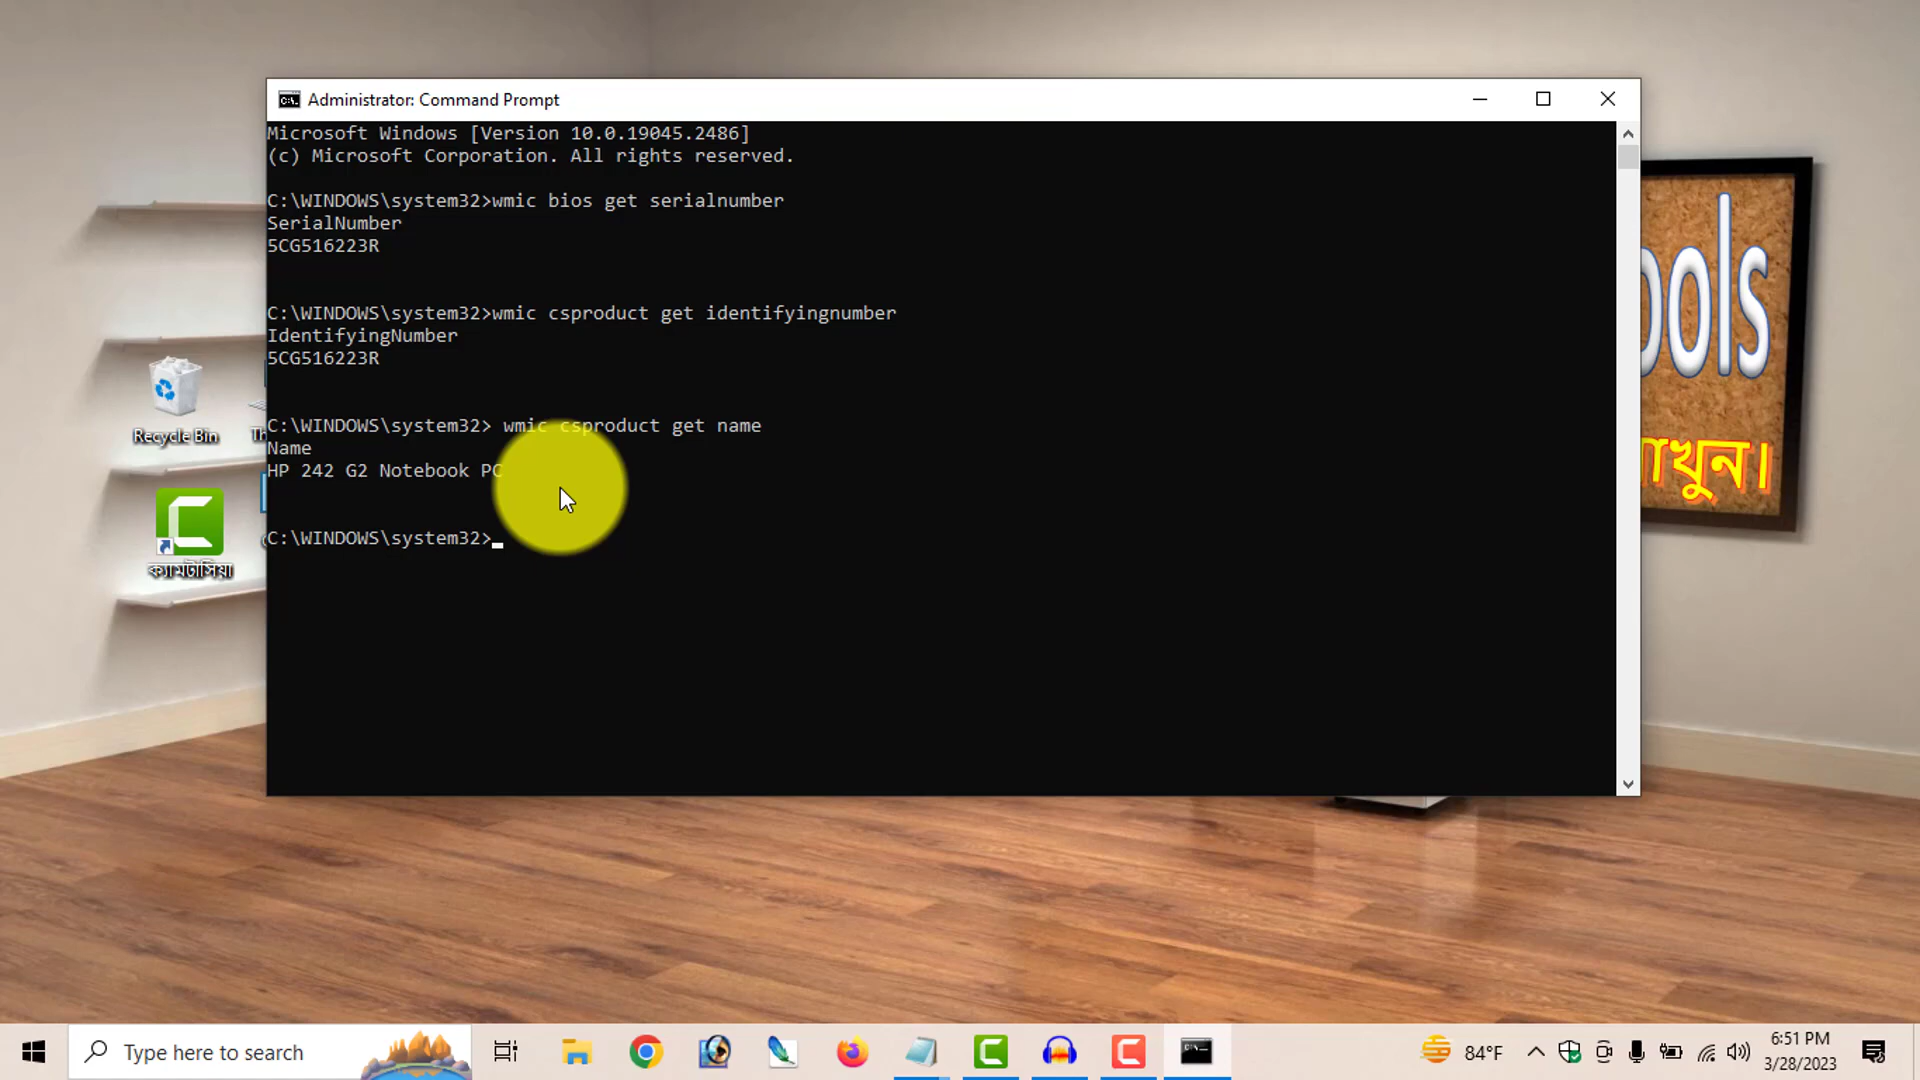 Administrator: Command Prompt
Microsoft Windows [Version 10.0.19045.2486]
(c) Microsoft Corporation. All rights reserved.
C:\WINDOWS\system32>wmic bios get serialnumber
SerialNumber
5CG516223R
C:\WINDOWS\system32>wmic csproduct get identifyingnumber
IdentifyingNumber
5CG516223R
C:\WINDOWS\system32> wmic csproduct get name
Name
HP 242 G2 Notebook PC
C:\WINDOWS\system32>
Recycle Bin
ক্যামটাসিয়া
ools
Type here to search
84°F
6:51 PM
3/28/2023